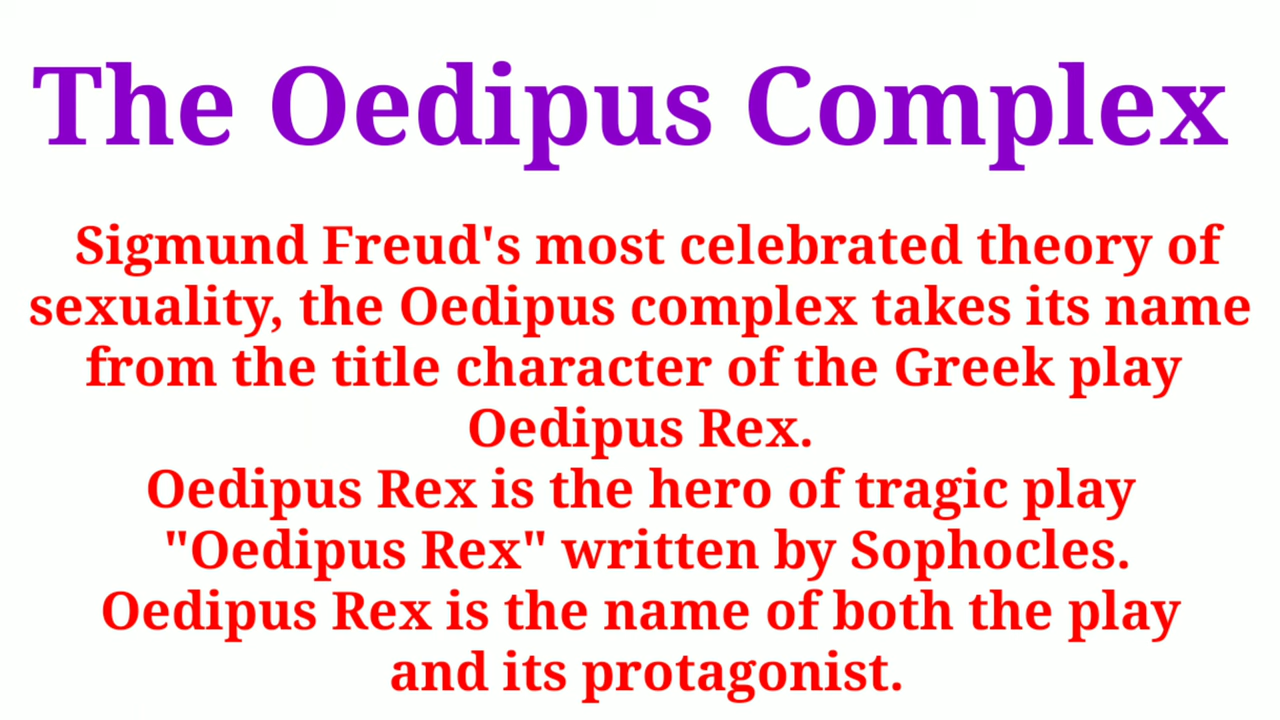 The Oedipus Complex
Sigmund Freud's most celebrated theory of
sexuality, the Oedipus complex takes its name
from the title character of the Greek play
Oedipus Rex.
Oedipus Rex is the hero of tragic play
"Oedipus Rex" written by Sophocles.
Oedipus Rex is the name of both the play
and its protagonist.